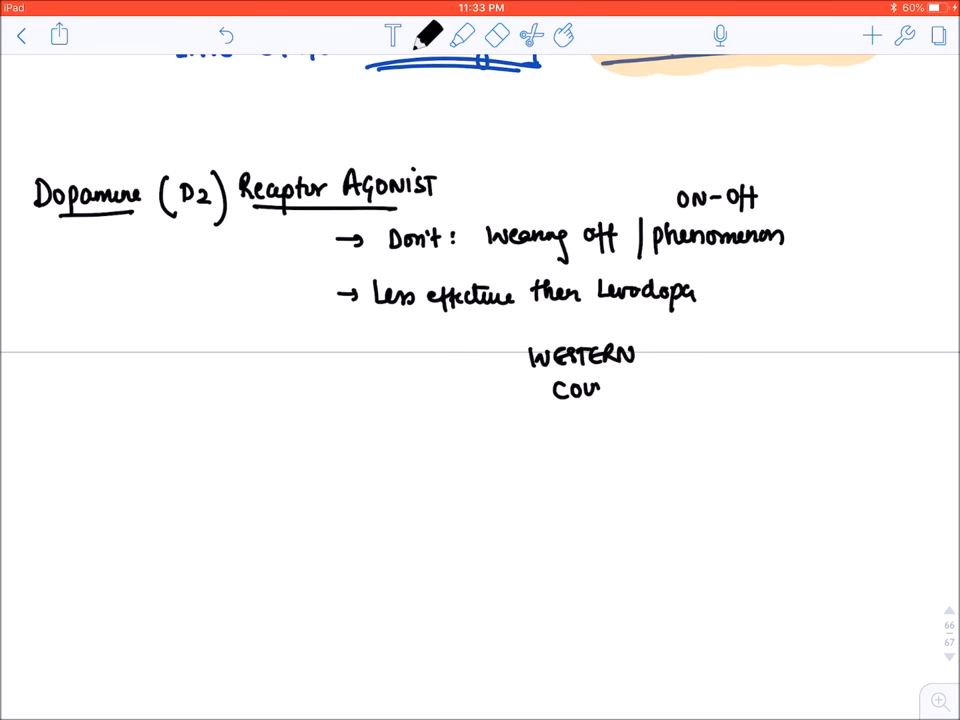 iPad
11:33 PM
60%
T
Dopamine (D2) Receptor AGONIST
ON-Off
→ Don't: Wearing off | phenomenon
→ Less effective then Levodopa
WESTERN
COU
66
67